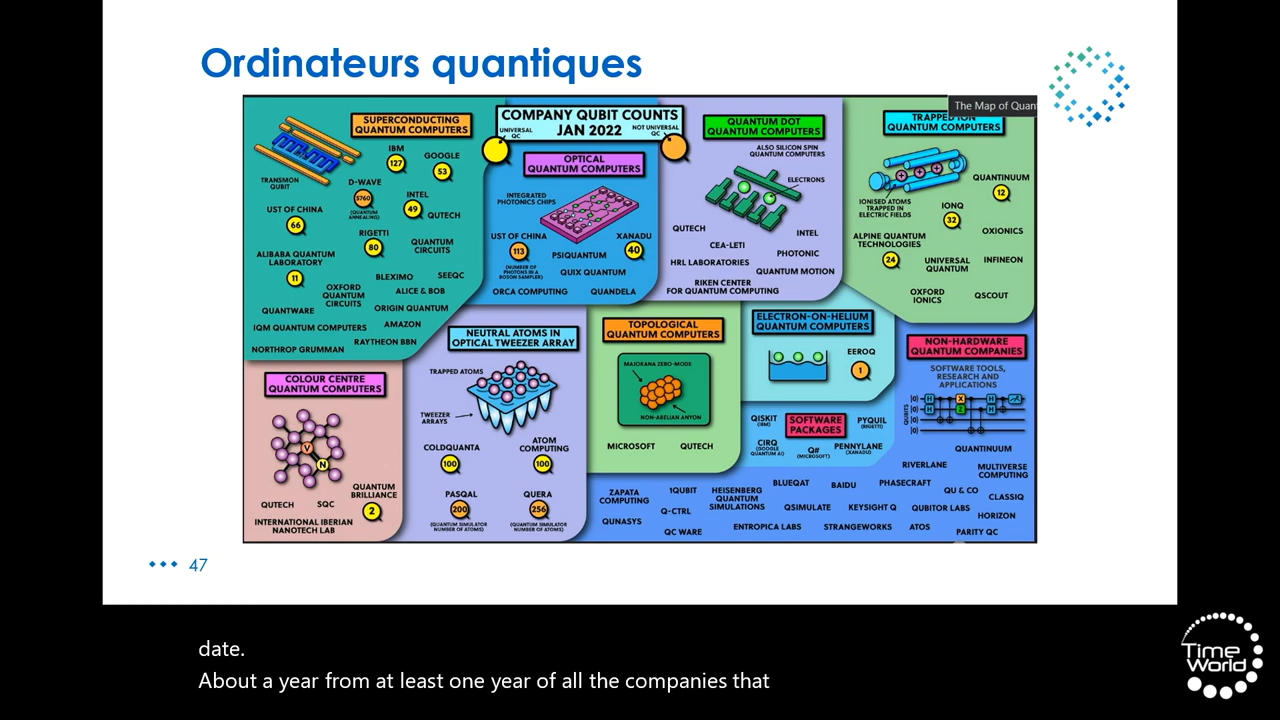 Ordinateurs quantiques
The Map of Quan
COMPANY QUBIT COUNTS
JAN 2022
UNIVERSAL
QC
NOT UNIVERSAL
QC
SUPERCONDUCTING
QUANTUM COMPUTERS
TRANSMON
QUBIT
IBM
127
GOOGLE
53
D-WAVE
5760
(QUANTUM
ANNEALING)
INTEL
49
QUTECH
UST OF CHINA
66
RIGETTI
80
QUANTUM
CIRCUITS
ALIBABA QUANTUM
LABORATORY
11
BLEXIMO
SEEQC
OXFORD
QUANTUM
CIRCUITS
ALICE & BOB
QUANTWARE
ORIGIN QUANTUM
IQM QUANTUM COMPUTERS
AMAZON
RAYTHEON BBN
NORTHROP GRUMMAN
OPTICAL
QUANTUM COMPUTERS
INTEGRATED
PHOTONICS CHIPS
UST OF CHINA
113
(NUMBER OF
PHOTONS IN A
BOSON SAMPLER)
XANADU
40
PSIQUANTUM
QUIX QUANTUM
ORCA COMPUTING
QUANDELA
QUANTUM DOT
QUANTUM COMPUTERS
ALSO SILICON SPIN
QUANTUM COMPUTERS
ELECTRONS
QUTECH
INTEL
CEA-LETI
PHOTONIC
HRL LABORATORIES
QUANTUM MOTION
RIKEN CENTER
FOR QUANTUM COMPUTING
TRAPPED ION
QUANTUM COMPUTERS
IONISED ATOMS
TRAPPED IN
ELECTRIC FIELDS
QUANTINUUM
12
IONQ
32
OXIONICS
ALPINE QUANTUM
TECHNOLOGIES
24
UNIVERSAL
QUANTUM
INFINEON
OXFORD
IONICS
QSCOUT
COLOUR CENTRE
QUANTUM COMPUTERS
V
N
QUTECH
SQC
QUANTUM
BRILLIANCE
2
INTERNATIONAL IBERIAN
NANOTECH LAB
NEUTRAL ATOMS IN
OPTICAL TWEEZER ARRAY
TRAPPED ATOMS
TWEEZER
ARRAYS
COLDQUANTA
100
ATOM
COMPUTING
100
PASQAL
200
(QUANTUM SIMULATOR
NUMBER OF ATOMS)
QUERA
256
(QUANTUM SIMULATOR
NUMBER OF ATOMS)
TOPOLOGICAL
QUANTUM COMPUTERS
MAJORANA ZERO-MODE
NON-ABELIAN ANYON
MICROSOFT
QUTECH
ELECTRON-ON-HELIUM
QUANTUM COMPUTERS
EEROQ
1
SOFTWARE
PACKAGES
QISKIT
(IBM)
PYQUIL
(RIGETTI)
CIRQ
(GOOGLE
QUANTUM AI)
Q#
(MICROSOFT)
PENNYLANE
(XANADU)
NON-HARDWARE
QUANTUM COMPANIES
SOFTWARE TOOLS,
RESEARCH AND
APPLICATIONS
QUBITS
|0⟩
|0⟩
|0⟩
|0⟩
H
H
X
Z
H
H
QUANTINUUM
RIVERLANE
MULTIVERSE
COMPUTING
ZAPATA
COMPUTING
1QUBIT
HEISENBERG
QUANTUM
SIMULATIONS
BLUEQAT
BAIDU
PHASECRAFT
QU & CO
CLASSIQ
Q-CTRL
QSIMULATE
KEYSIGHT Q
QUBITOR LABS
HORIZON
QUNASYS
QC WARE
ENTROPICA LABS
STRANGEWORKS
ATOS
PARITY QC
47
date.
About a year from at least one year of all the companies that
Time
World